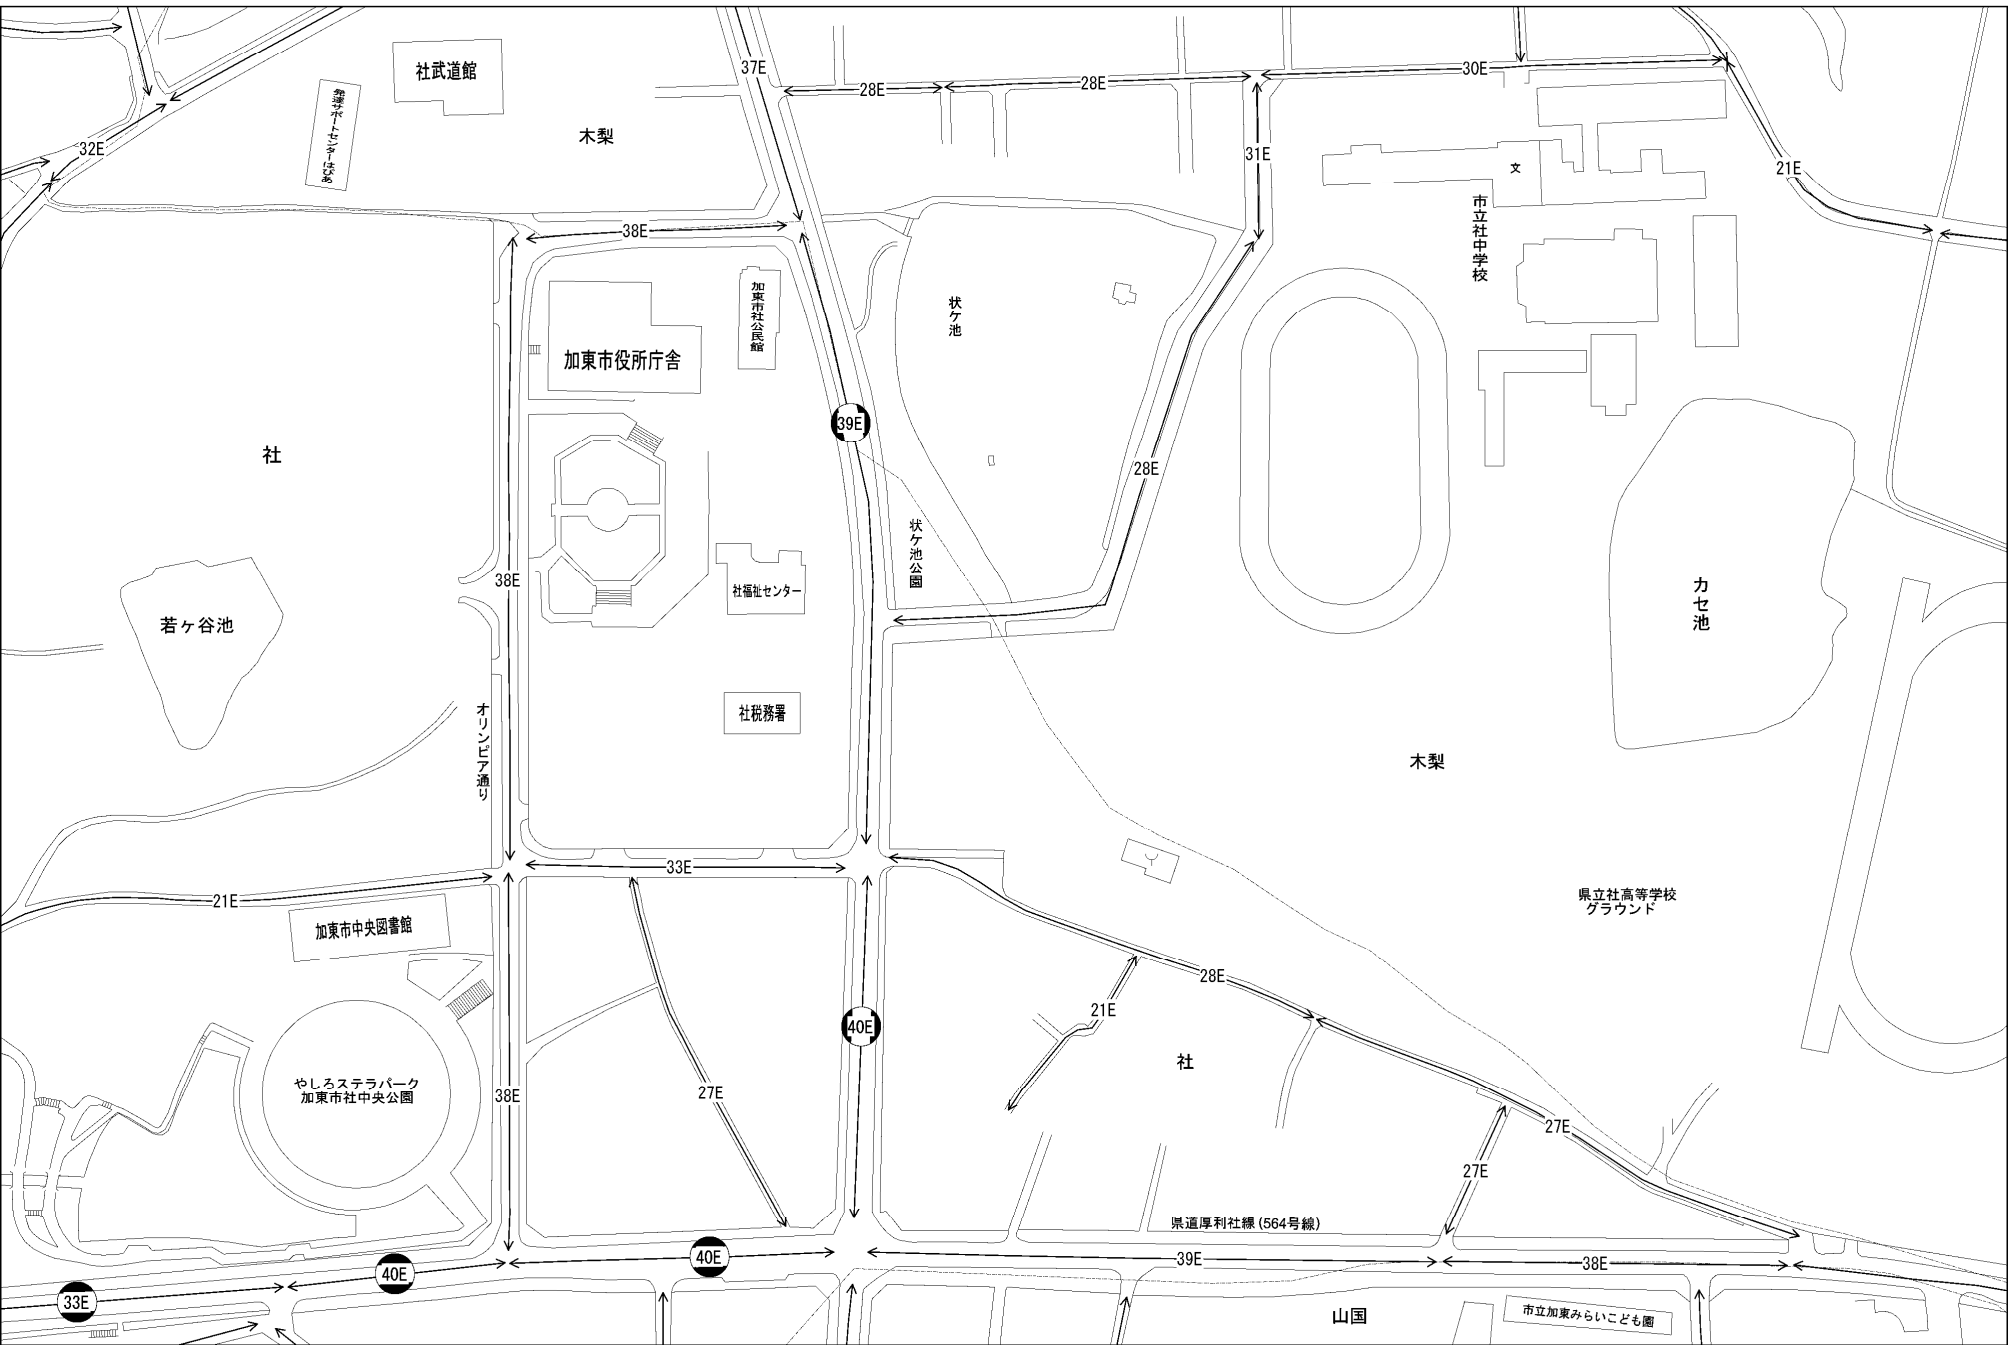 37E
社武道館
30E
28E
28E
発達サポートセンターはぴあ
木梨
32E
31E
文
21E
市立社中学校
38E
加東市社公民館
状ケ池
加東市役所庁舎
39E
社
28E
状ケ池公園
38E
社福祉センター
カセ池
若ヶ谷池
社税務署
オリンピア通り
木梨
33E
21E
県立社高等学校
グラウンド
加東市中央図書館
28E
21E
40E
社
やしろステラパーク
加東市社中央公園
38E
27E
27E
27E
県道厚利社線(564号線)
40E
39E
38E
40E
33E
山国
市立加東みらいこども園